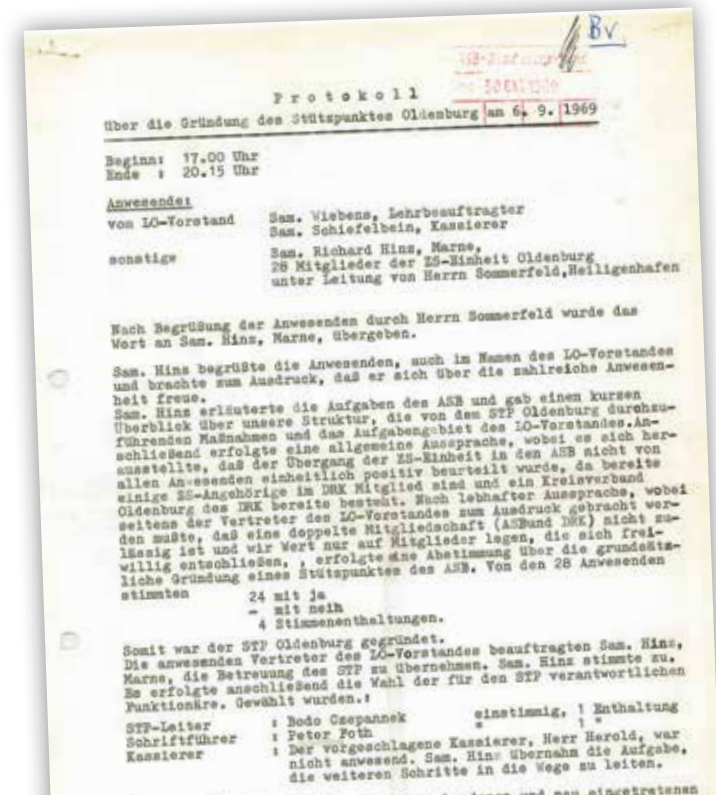 Bv.
30 OKT 1969
Protokoll
über die Gründung des Stützpunktes Oldenburg am 6. 9. 1969
Beginn: 17.00 Uhr
Ende : 20.15 Uhr
Anwesende:
vom LO-Vorstand Sam. Wiebens, Lehrbeauftragter
Sam. Schiefelbein, Kassierer
sonstige Sam. Richard Hinz, Marne,
28 Mitglieder der ZS-Einheit Oldenburg
unter Leitung von Herrn Sommerfeld,Heiligenhafen
Nach Begrüßung der Anwesenden durch Herrn Sommerfeld wurde das
Wort an Sam. Hinz, Marne, übergeben.
Sam. Hinz begrüßte die Anwesenden, auch im Namen des LO-Vorstandes
und brachte zum Ausdruck, daß er sich über die zahlreiche Anwesen-
heit freue.
Sam. Hinz erläuterte die Aufgaben des ASB und gab einen kurzen
Überblick über unsere Struktur, die von dem STP Oldenburg durchzu-
führenden Maßnahmen und das Aufgabengebiet des LO-Vorstandes.An-
schließend erfolgte eine allgemeine Aussprache, wobei es sich her-
ausstellte, daß der Übergang der ZS-Einheit in den ASB nicht von
allen Anwesenden einheitlich positiv beurteilt wurde, da bereits
einige ZS-Angehörige im DRK Mitglied sind und ein Kreisverband
Oldenburg des DRK bereits besteht. Nach lebhafter Aussprache, wobei
seitens der Vertreter des LO-Vorstandes zum Ausdruck gebracht wer-
den mußte, daß eine doppelte Mitgliedschaft (ASBund DRK) nicht zu-
lässig ist und wir Wert nur auf Mitglieder legen, die sich frei-
willig entschließen, , erfolgte eine Abstimmung über die grundsätz-
liche Gründung eines Stützpunktes des ASB. Von den 28 Anwesenden
stimmten 24 mit ja
- mit nein
4 Stimmenenthaltungen.
Somit war der STP Oldenburg gegründet.
Die anwesenden Vertreter des LO-Vorstandes beauftragten Sam. Hinz,
Marne, die Betreuung des STP zu übernehmen. Sam. Hinz stimmte zu.
Es erfolgte anschließend die Wahl der für den STP verantwortlichen
Funktionäre. Gewählt wurden.:
STP-Leiter : Bodo Czepannek einstimmig, 1 Enthaltung
Schriftführer : Peter Poth " 1 "
Kassierer : Der vorgeschlagene Kassierer, Herr Herold, war
nicht anwesend. Sam. Hinz übernahm die Aufgabe,
die weiteren Schritte in die Wege zu leiten.
und neu eingetretenen